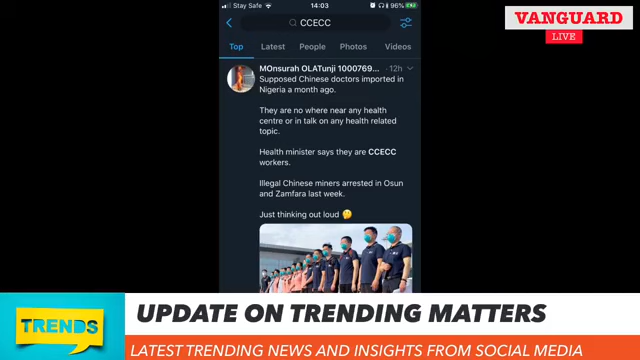 Stay Safe
14:03
96%
VANGUARD
LIVE
CCECC
Top
Latest
People
Photos
Videos
MOnsurah OLATunji 1000769... · 12h
Supposed Chinese doctors imported in
Nigeria a month ago.
They are no where near any health
centre or in talk on any health related
topic.
Health minister says they are CCECC
workers.
Illegal Chinese miners arrested in Osun
and Zamfara last week.
Just thinking out loud 🤔
TRENDS
UPDATE ON TRENDING MATTERS
LATEST TRENDING NEWS AND INSIGHTS FROM SOCIAL MEDIA